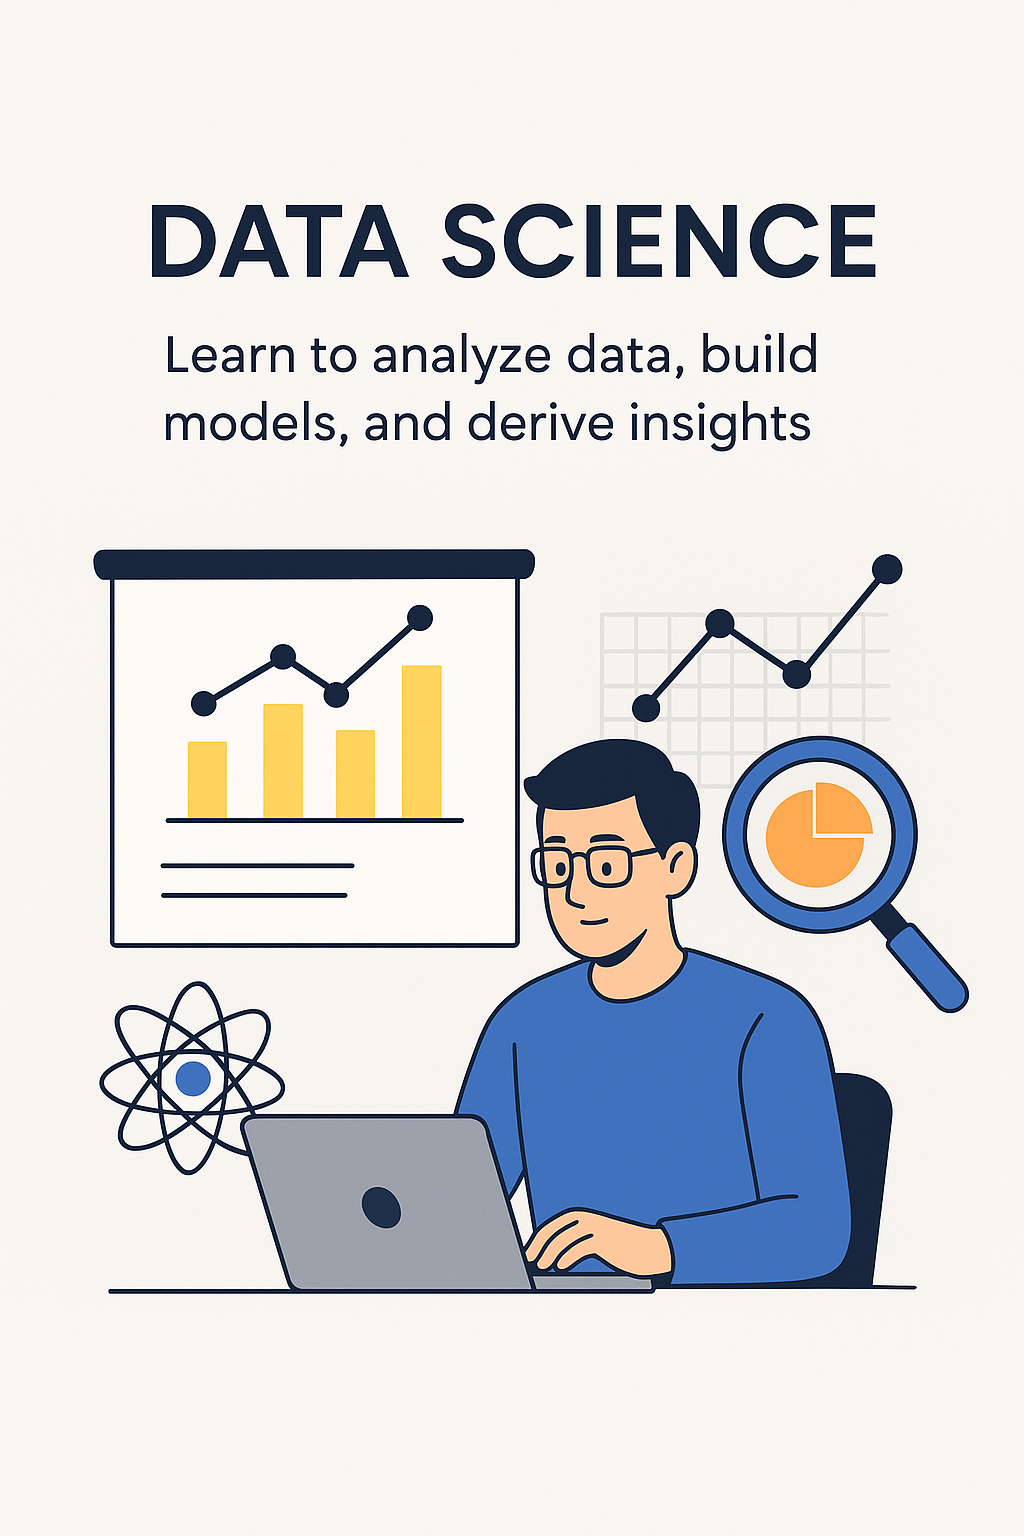 DATA SCIENCE
Learn to analyze data, build
models, and derive insights